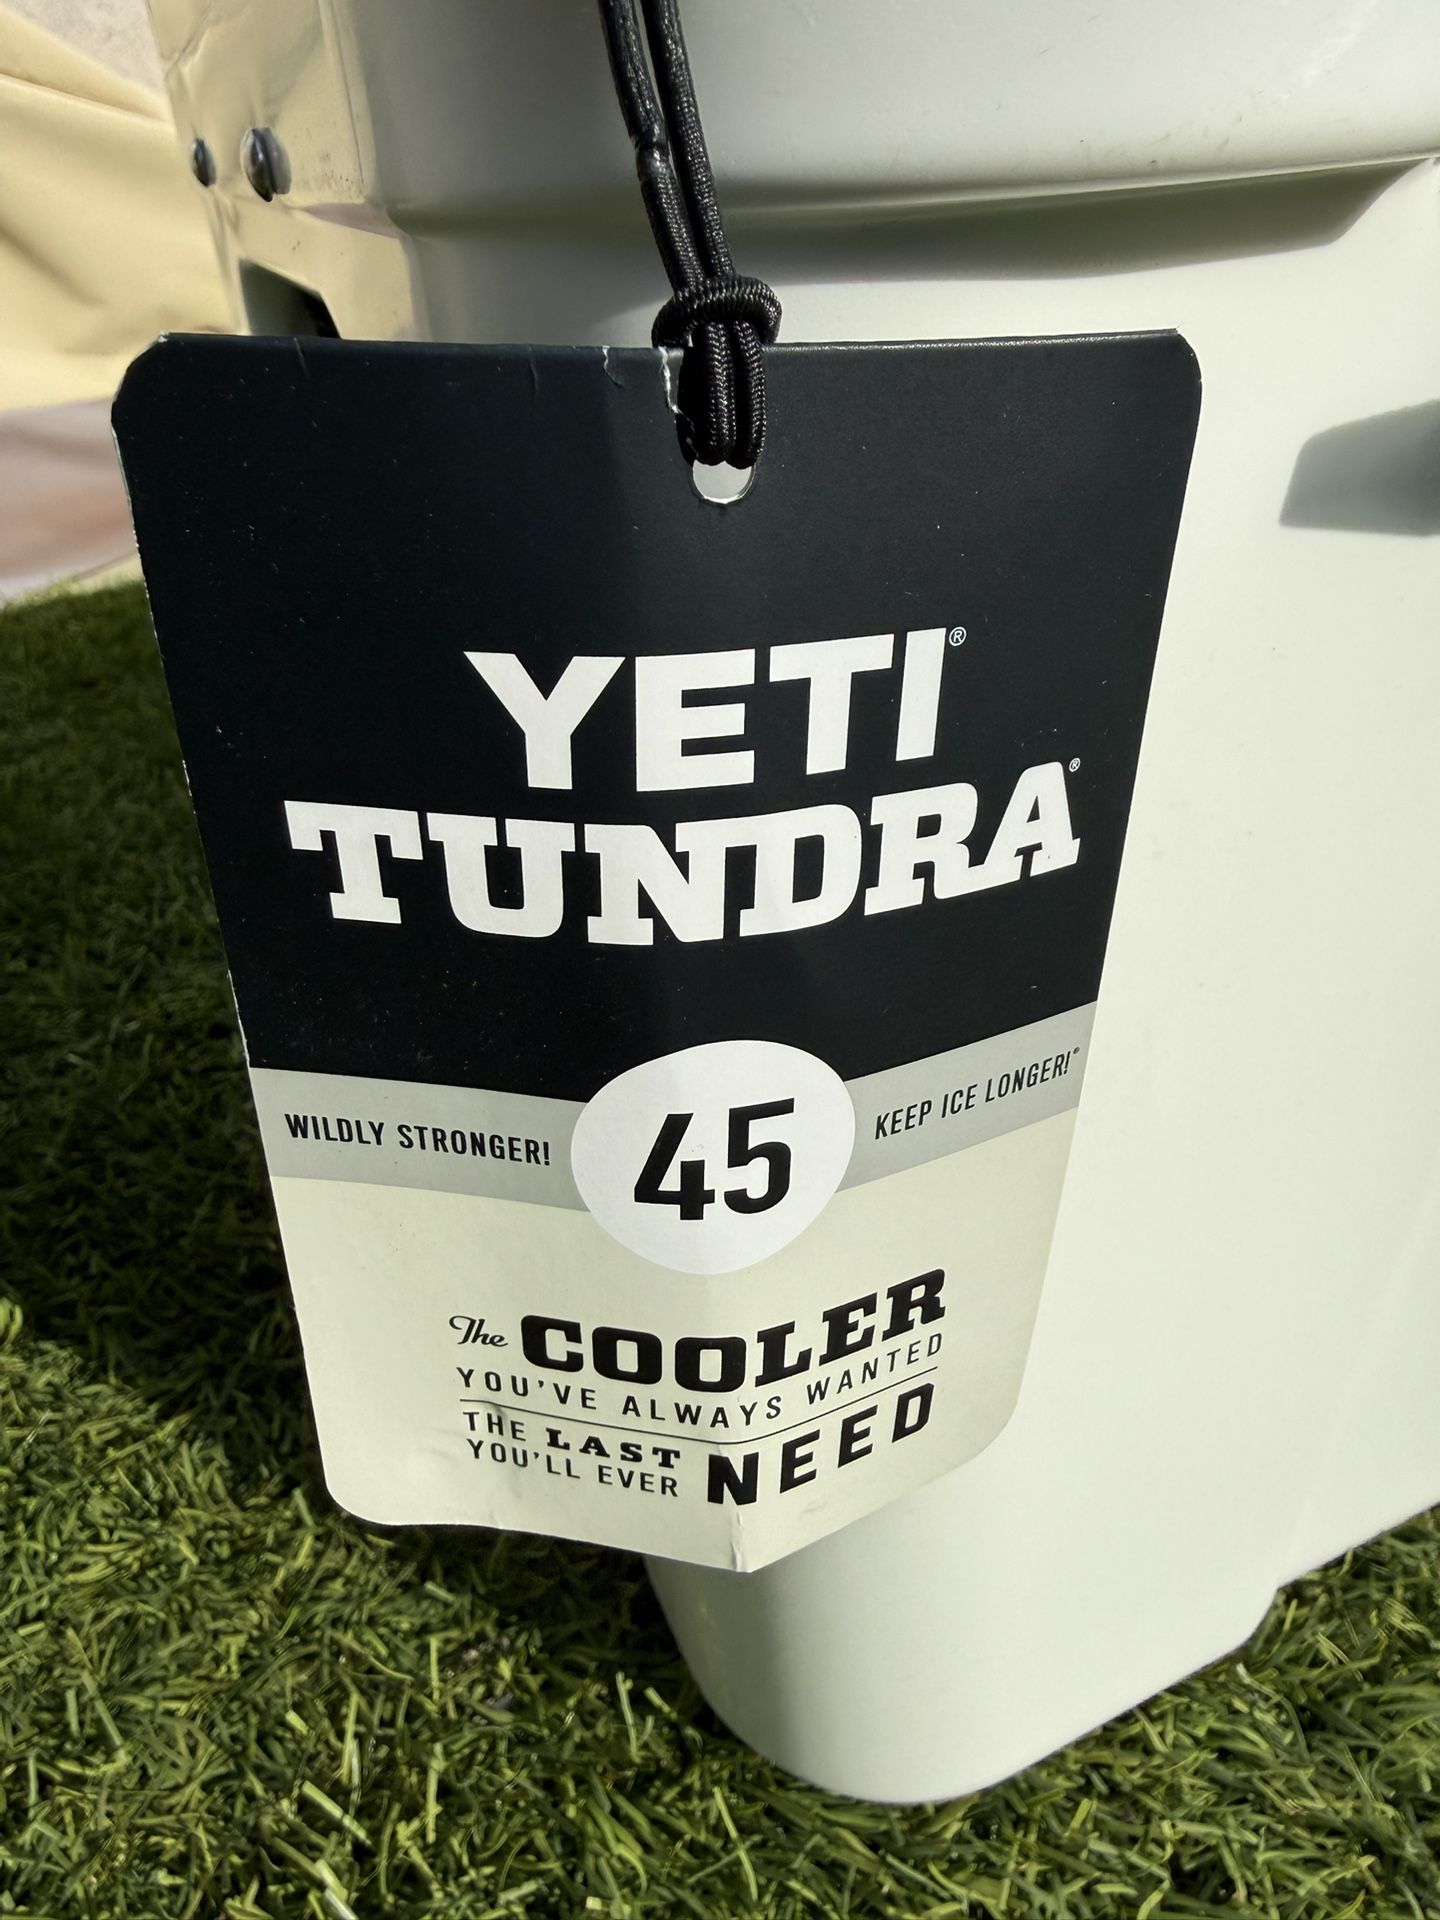 YETI®
TUNDRA®
WILDLY STRONGER!
45
KEEP ICE LONGER!®
The COOLER
YOU'VE ALWAYS WANTED
THE LAST
YOU'LL EVER
NEED